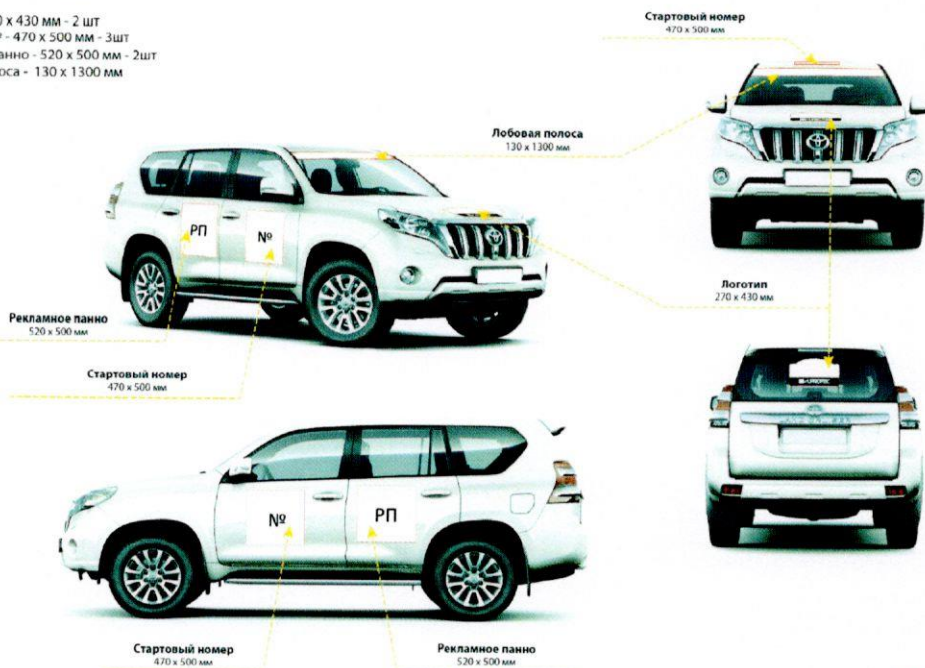 0 x 430 мм - 2 шт
- 470 x 500 мм - 3шт
анно - 520 x 500 мм - 2шт
оса - 130 x 1300 мм
Стартовый номер
470 x 500 мм
Лобовая полоса
130 x 1300 мм
РП
№
Логотип
270 x 430 мм
Рекламное панно
520 x 500 мм
Стартовый номер
470 x 500 мм
№
РП
Стартовый номер
470 x 500 мм
Рекламное панно
520 x 500 мм